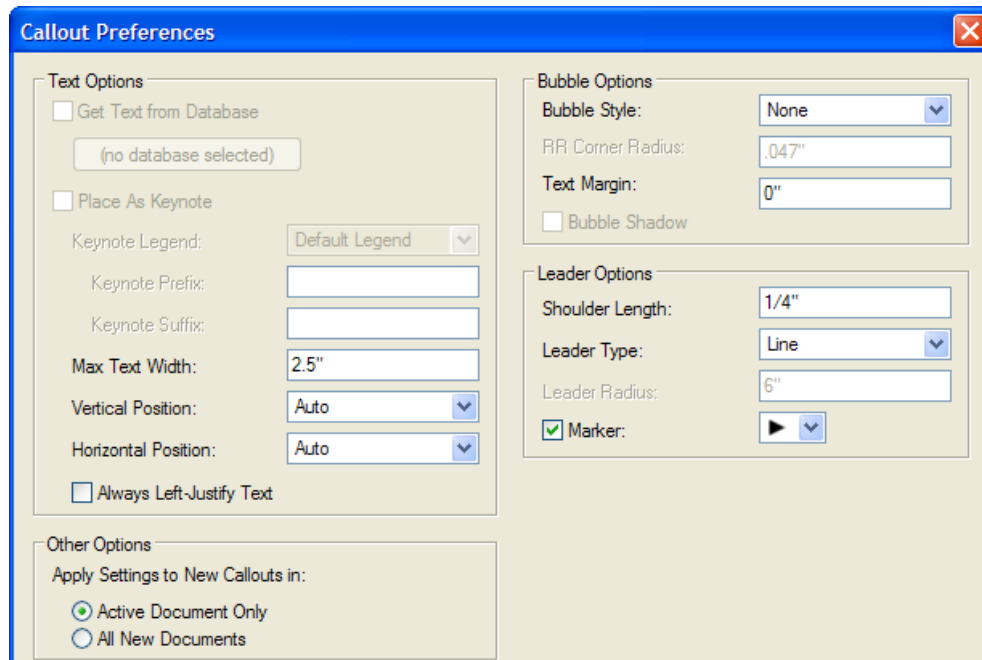 Callout Preferences
Text Options
Get Text from Database
(no database selected)
Place As Keynote
Keynote Legend: Default Legend
Keynote Prefix:
Keynote Suffix:
Max Text Width: 2.5"
Vertical Position: Auto
Horizontal Position: Auto
Always Left-Justify Text
Other Options
Apply Settings to New Callouts in:
Active Document Only
All New Documents
Bubble Options
Bubble Style: None
RR Corner Radius: .047"
Text Margin: 0"
Bubble Shadow
Leader Options
Shoulder Length: 1/4"
Leader Type: Line
Leader Radius: 6"
Marker: